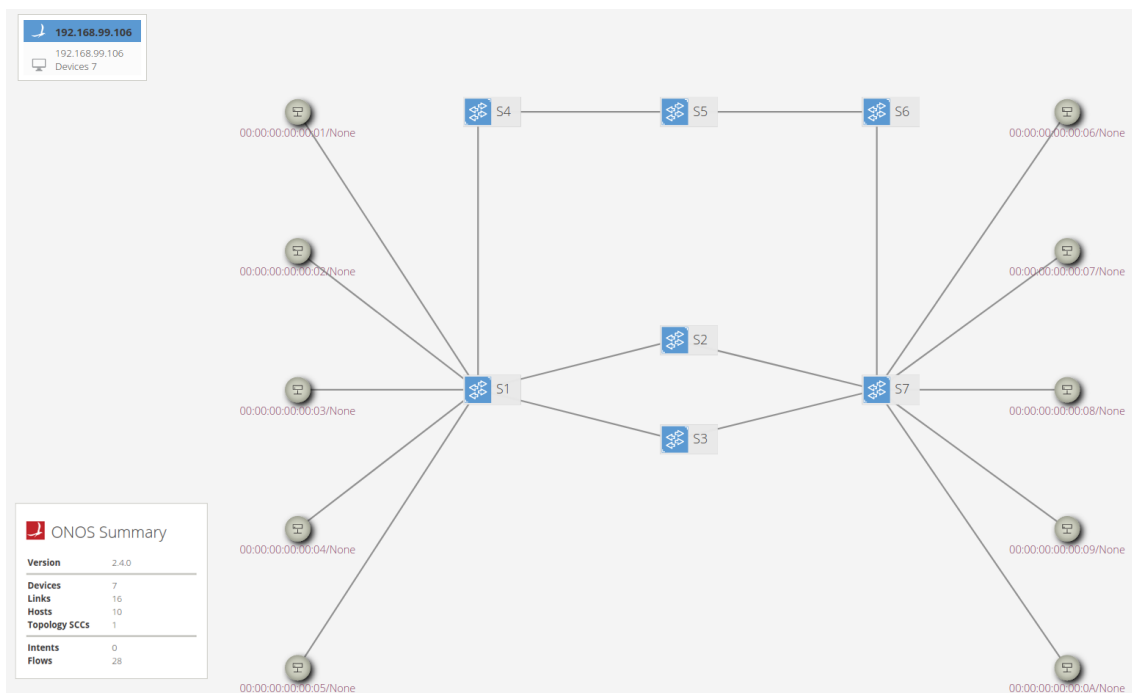 192.168.99.106
192.168.99.106
Devices 7
S4
S5
S6
00:00:00:00:00:01/None
00:00:00:00:00:06/None
00:00:00:00:00:02/None
00:00:00:00:00:07/None
S2
S1
S7
00:00:00:00:00:03/None
00:00:00:00:00:08/None
S3
ONOS Summary
Version 2.4.0
Devices 7
Links 16
Hosts 10
Topology SCCs 1
Intents 0
Flows 28
00:00:00:00:00:04/None
00:00:00:00:00:09/None
00:00:00:00:00:05/None
00:00:00:00:00:0A/None